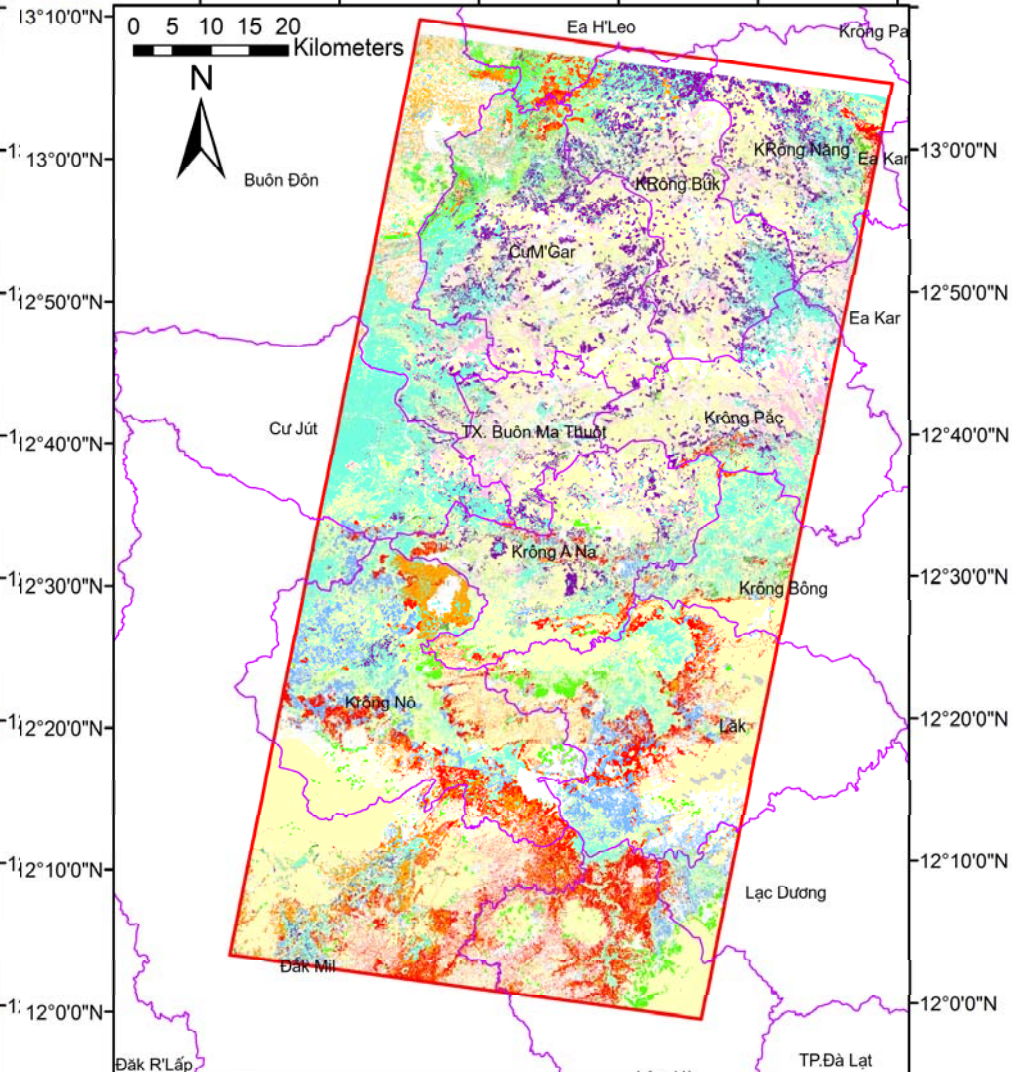 13°10'0"N
0 5 10 15 20
Kilometers
N
Ea H'Leo
Krông Pa
13°0'0"N
13°0'0"N
Buôn Đôn
KRông Năng
Ea Kar
KRông Búk
CuM'Gar
12°50'0"N
12°50'0"N
Ea Kar
Cư Jút
TX. Buôn Ma Thuột
Krông Pắc
12°40'0"N
12°40'0"N
Krông A Na
12°30'0"N
12°30'0"N
Krông Bông
Krông Nô
Lăk
12°20'0"N
12°20'0"N
12°10'0"N
12°10'0"N
Lạc Dương
Đắk Mil
12°0'0"N
12°0'0"N
Đăk R'Lấp
TP.Đà Lạt